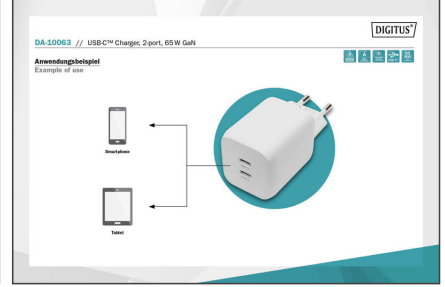 DIGITUS®
DA-10063 // USB-C™ Charger, 2-port, 65 W GaN
Anwendungsbeispiel
Example of use
Smartphone
Tablet